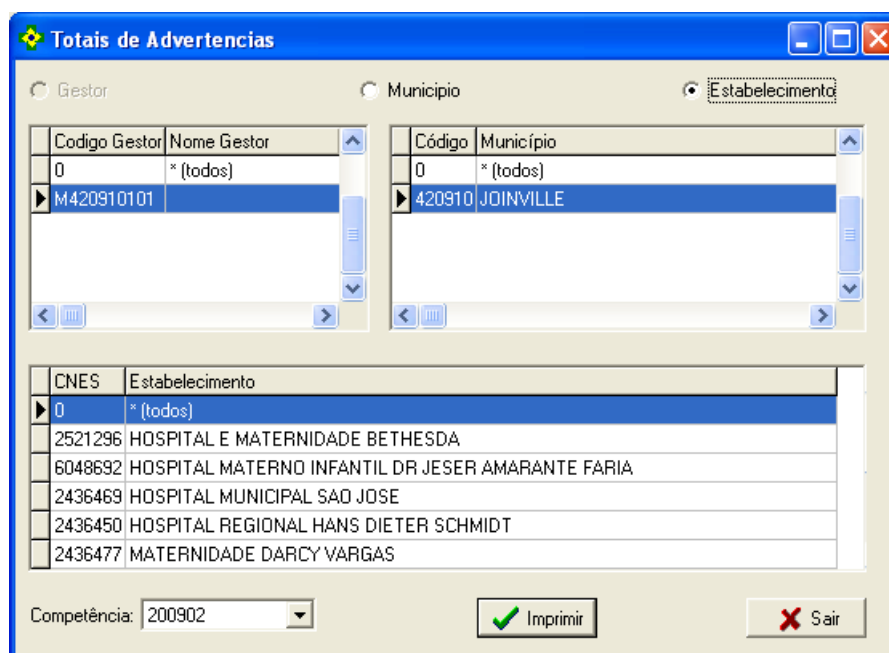 Totais de Advertencias
Gestor Municipio Estabelecimento
Codigo Gestor Nome Gestor
0 * (todos)
M420910101
Código Município
0 * (todos)
420910 JOINVILLE
CNES Estabelecimento
0 * (todos)
2521296 HOSPITAL E MATERNIDADE BETHESDA
6048692 HOSPITAL MATERNO INFANTIL DR JESER AMARANTE FARIA
2436469 HOSPITAL MUNICIPAL SAO JOSE
2436450 HOSPITAL REGIONAL HANS DIETER SCHMIDT
2436477 MATERNIDADE DARCY VARGAS
Competência: 200902 Imprimir Sair